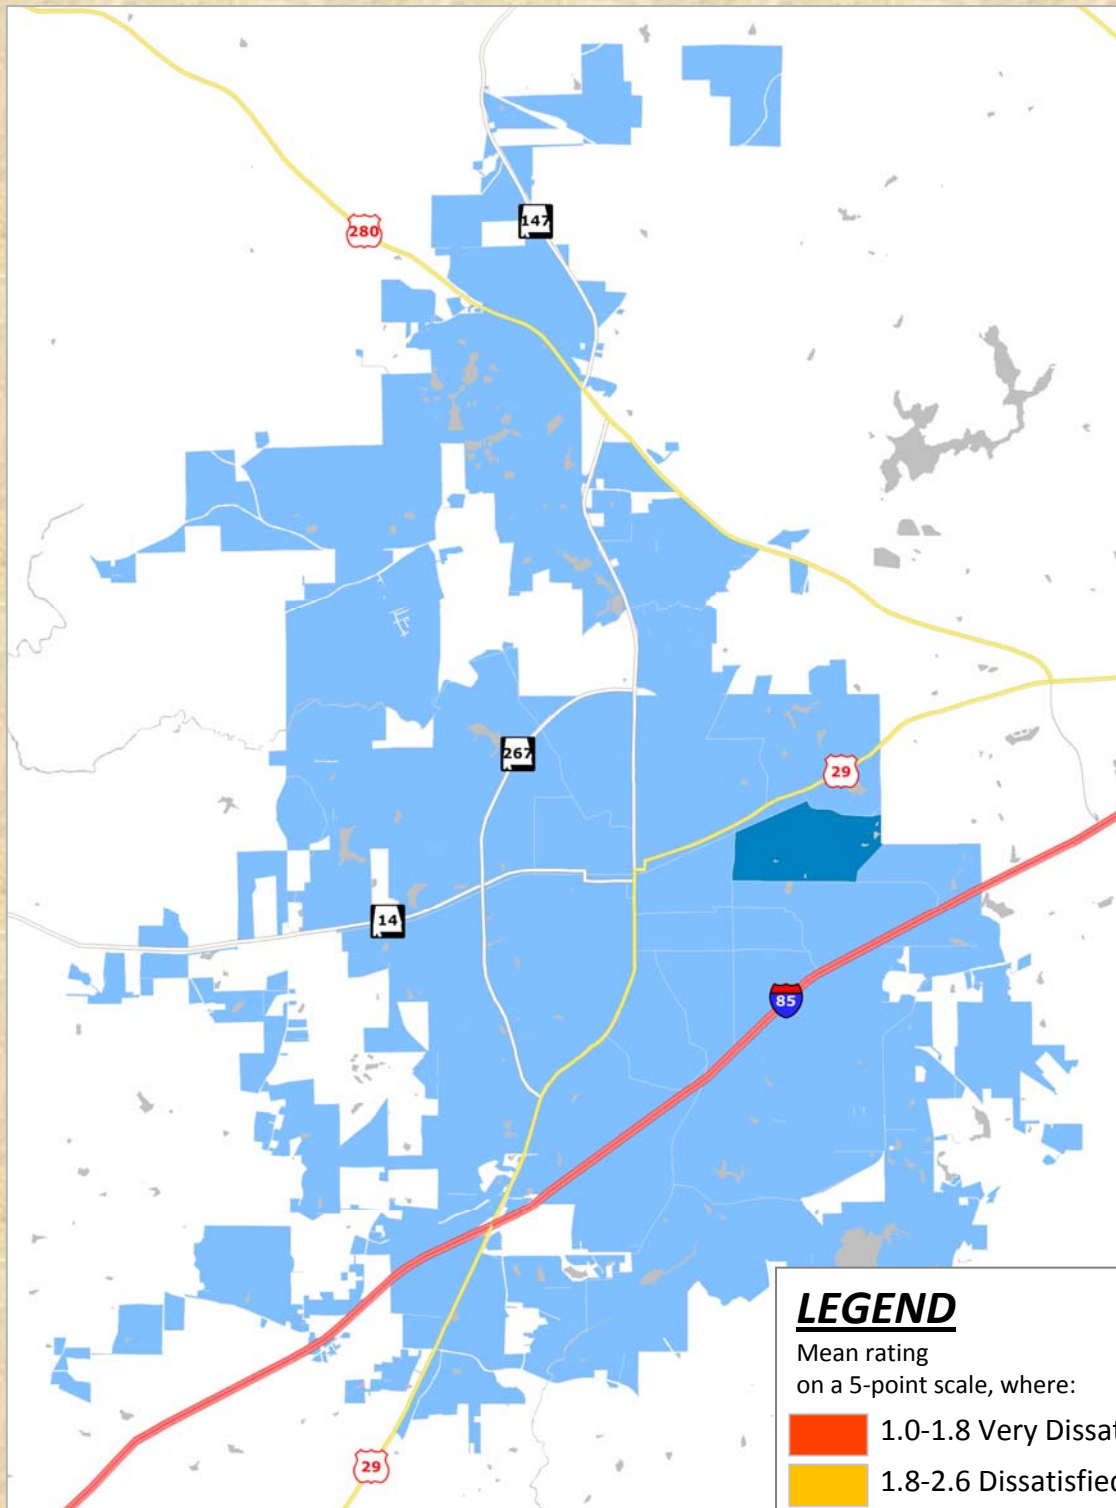 147
280
267
29
14
85
29
LEGEND
Mean rating
on a 5-point scale, where:
1.0-1.8 Very Dissat
1.8-2.6 Dissatisfied